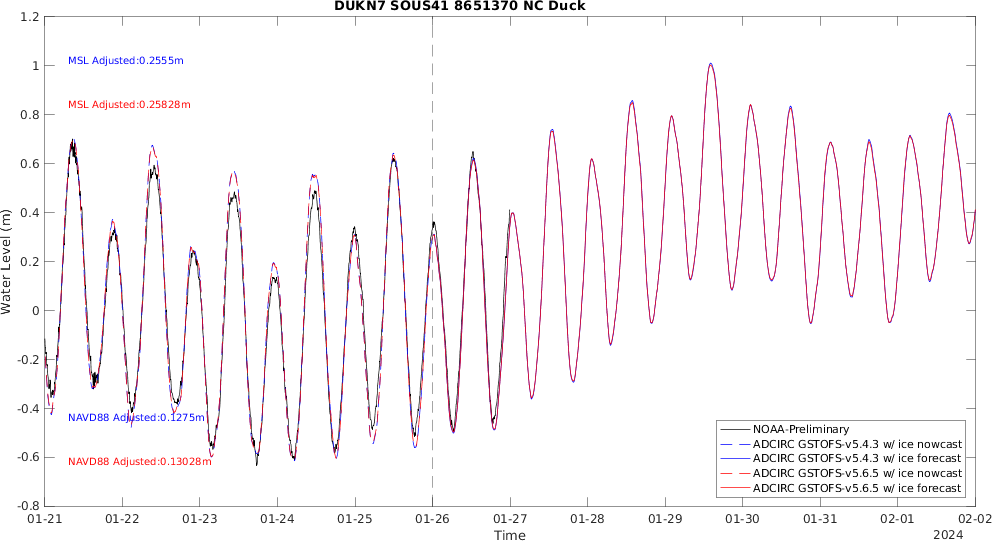 DUKN7 SOUS41 8651370 NC Duck
1.2
1
0.8
0.6
0.4
0.2
0
-0.2
-0.4
-0.6
-0.8
Water Level (m)
MSL Adjusted:0.2555m
MSL Adjusted:0.25828m
NAVD88 Adjusted:0.1275m
NAVD88 Adjusted:0.13028m
NOAA-Preliminary
ADCIRC GSTOFS-v5.4.3 w/ ice nowcast
ADCIRC GSTOFS-v5.4.3 w/ ice forecast
ADCIRC GSTOFS-v5.6.5 w/ ice nowcast
ADCIRC GSTOFS-v5.6.5 w/ ice forecast
01-21 01-22 01-23 01-24 01-25 01-26 01-27 01-28 01-29 01-30 01-31 02-01 02-02
Time
2024